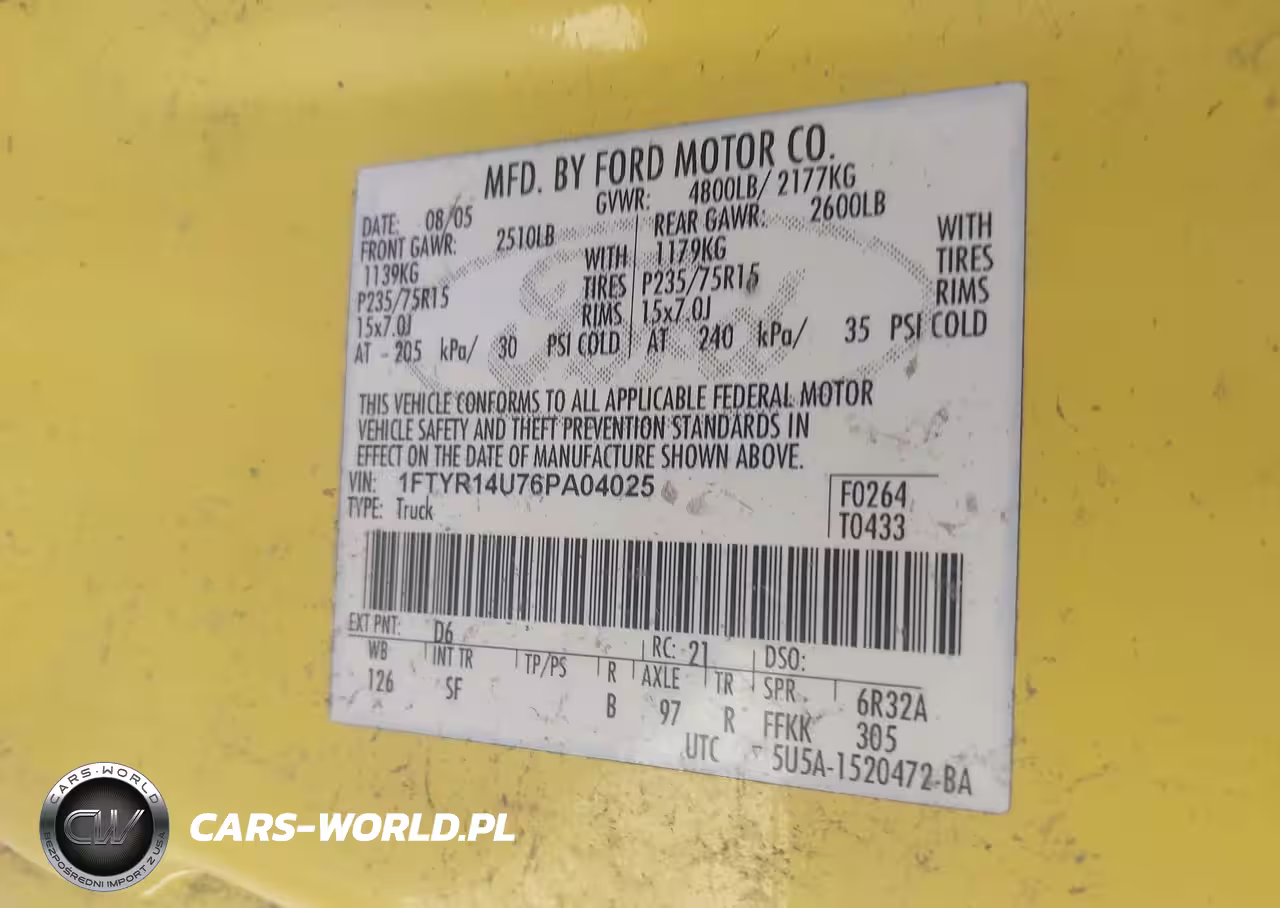 MFD. BY FORD MOTOR CO.
DATE: 08/05 GVWR: 4800LB/ 2177KG
FRONT GAWR: 2510LB REAR GAWR: 2600LB
1139KG WITH 1179KG WITH
P235/75R15 TIRES P235/75R15 TIRES
15x7.0J RIMS 15x7.0J RIMS
AT - 205 kPa/ 30 PSI COLD AT 240 kPa/ 35 PSI COLD
THIS VEHICLE CONFORMS TO ALL APPLICABLE FEDERAL MOTOR
VEHICLE SAFETY AND THEFT PREVENTION STANDARDS IN
EFFECT ON THE DATE OF MANUFACTURE SHOWN ABOVE.
VIN: 1FTYR14U76PA04025 F0264
TYPE: Truck T0433
EXT PNT: D6 RC: 21 DSO:
WB INT TR TP/PS R AXLE TR SPR 6R32A
126 SF B 97 R FFKK 305
UTC 5U5A-1520472-BA
CARS-WORLD
CW
BEZPOŚREDNI IMPORT Z USA
CARS-WORLD.PL